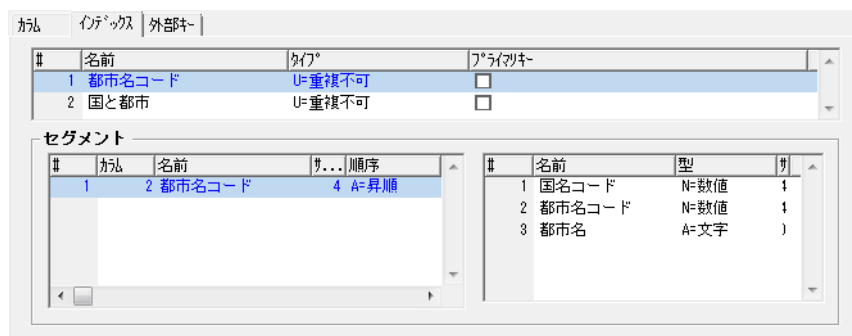 ｶﾗﾑ ｲﾝﾃﾞｯｸｽ 外部ｷｰ
# 名前 ﾀｲﾌﾟ ﾌﾟﾗｲﾏﾘｷｰ
1 都市名コード U=重複不可
2 国と都市 U=重複不可
セグメント
# ｶﾗﾑ 名前 ｻ... 順序
1 2 都市名コード 4 A=昇順
# 名前 型 ｻ
1 国名コード N=数値
2 都市名コード N=数値
3 都市名 A=文字